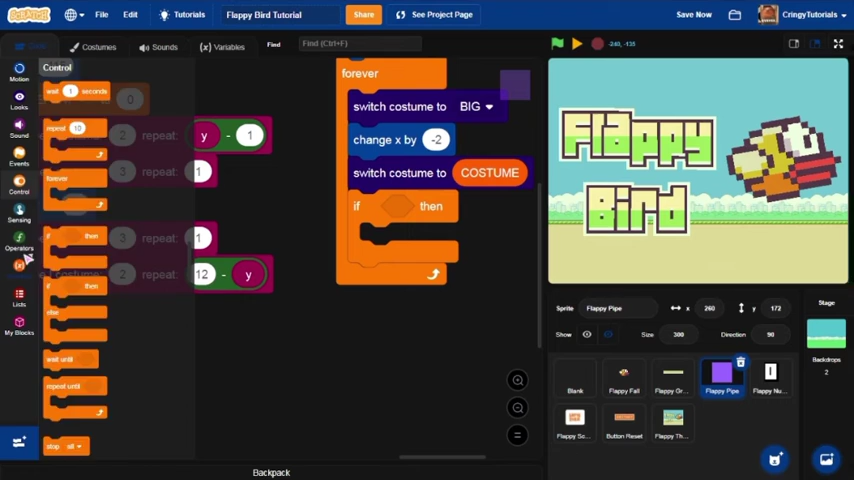 SCRATCH File Edit Tutorials Flappy Bird Tutorial Share See Project Page Save Now CringyTutorials
Costumes Sounds Variables Find Find (Ctrl+F) -240, -135
Motion
Looks
Sound
Events
Control
Sensing
Operators
Lists
My Blocks
Control
wait 1 seconds
repeat 10
forever
if then
if then
else
wait until
repeat until
stop all
0
2 repeat: y - 1
3 repeat: 1
3 repeat: 1
costume: 2 repeat: 12 - y
forever
switch costume to BIG
change x by -2
switch costume to COSTUME
if then
Flappy
Bird
Sprite Flappy Pipe x 260 y 172
Show Size 300 Direction 90
Stage
Backdrops
2
Blank Flappy Fall Flappy Gr... Flappy Pipe Flappy Nu...
Flappy Sc... Button Reset Flappy Th...
Backpack